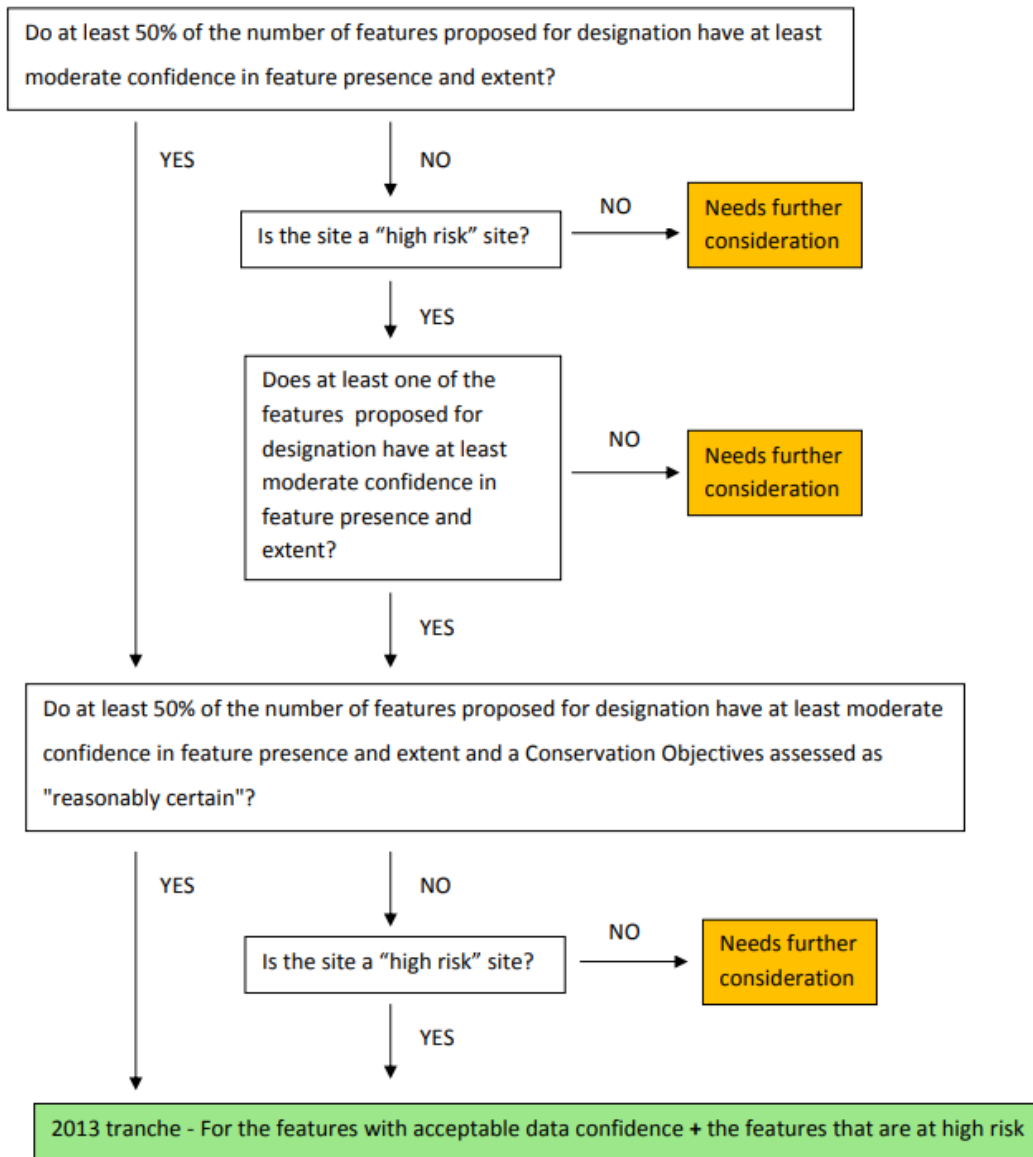 Do at least 50% of the number of features proposed for designation have at least
moderate confidence in feature presence and extent?
YES
NO
Is the site a “high risk” site?
NO
Needs further
consideration
YES
Does at least one of the
features proposed for
designation have at least
moderate confidence in
feature presence and
extent?
NO
Needs further
consideration
YES
Do at least 50% of the number of features proposed for designation have at least moderate
confidence in feature presence and extent and a Conservation Objectives assessed as
"reasonably certain"?
YES
NO
Is the site a “high risk” site?
NO
Needs further
consideration
YES
2013 tranche - For the features with acceptable data confidence + the features that are at high risk